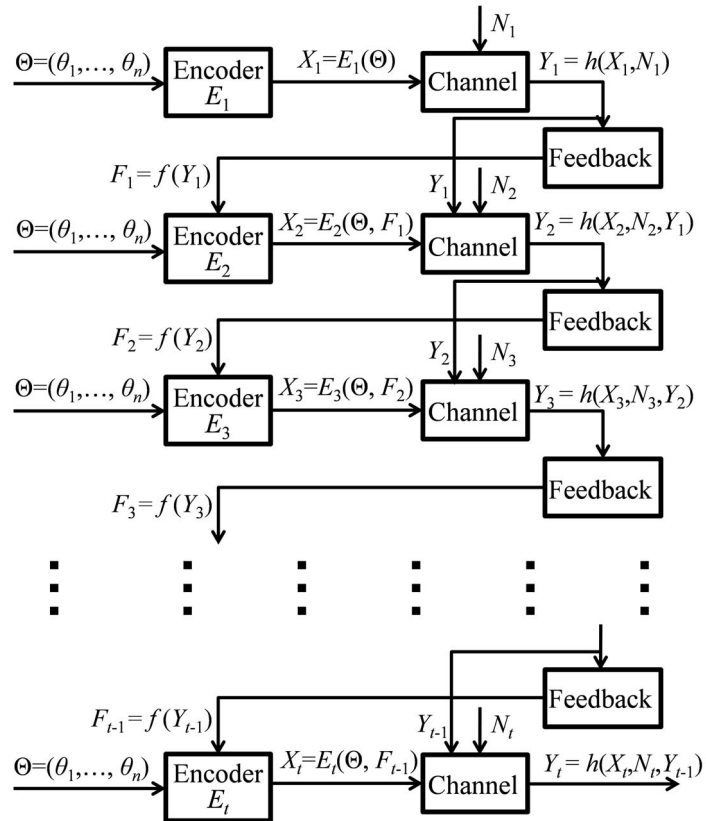 N₁
Θ=(θ₁,…, θₙ)
Encoder
E₁
X₁=E₁(Θ)
Channel
Y₁ = h(X₁,N₁)
Feedback
F₁=f(Y₁)
Y₁
N₂
Θ=(θ₁,…, θₙ)
Encoder
E₂
X₂=E₂(Θ, F₁)
Channel
Y₂ = h(X₂,N₂,Y₁)
Feedback
F₂=f(Y₂)
Y₂
N₃
Θ=(θ₁,…, θₙ)
Encoder
E₃
X₃=E₃(Θ, F₂)
Channel
Y₃ = h(X₃,N₃,Y₂)
Feedback
F₃=f(Y₃)
Feedback
Fₜ₋₁=f(Yₜ₋₁)
Yₜ₋₁
Nₜ
Θ=(θ₁,…, θₙ)
Encoder
Eₜ
Xₜ=Eₜ(Θ, Fₜ₋₁)
Channel
Yₜ = h(Xₜ,Nₜ,Yₜ₋₁)